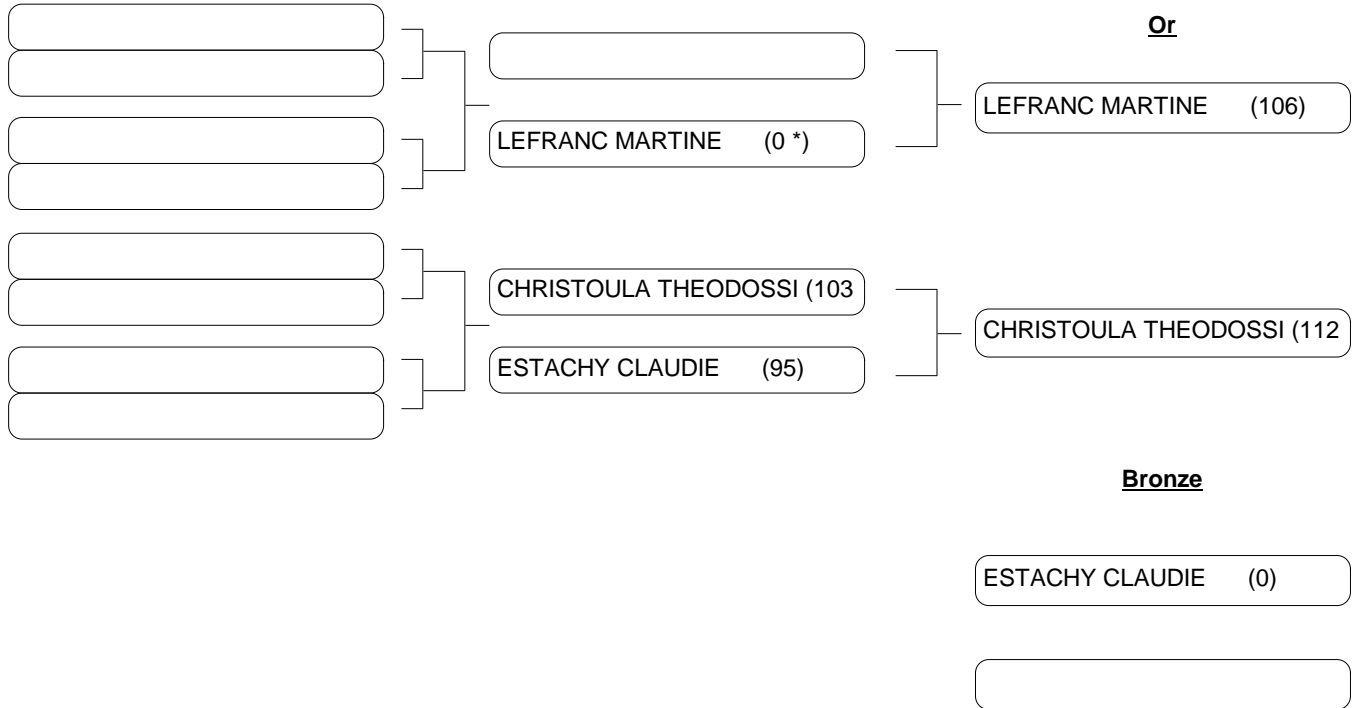 Or
LEFRANC MARTINE (106)
LEFRANC MARTINE (0 *)
CHRISTOULA THEODOSSI (103
CHRISTOULA THEODOSSI (112
ESTACHY CLAUDIE (95)
Bronze
ESTACHY CLAUDIE (0)